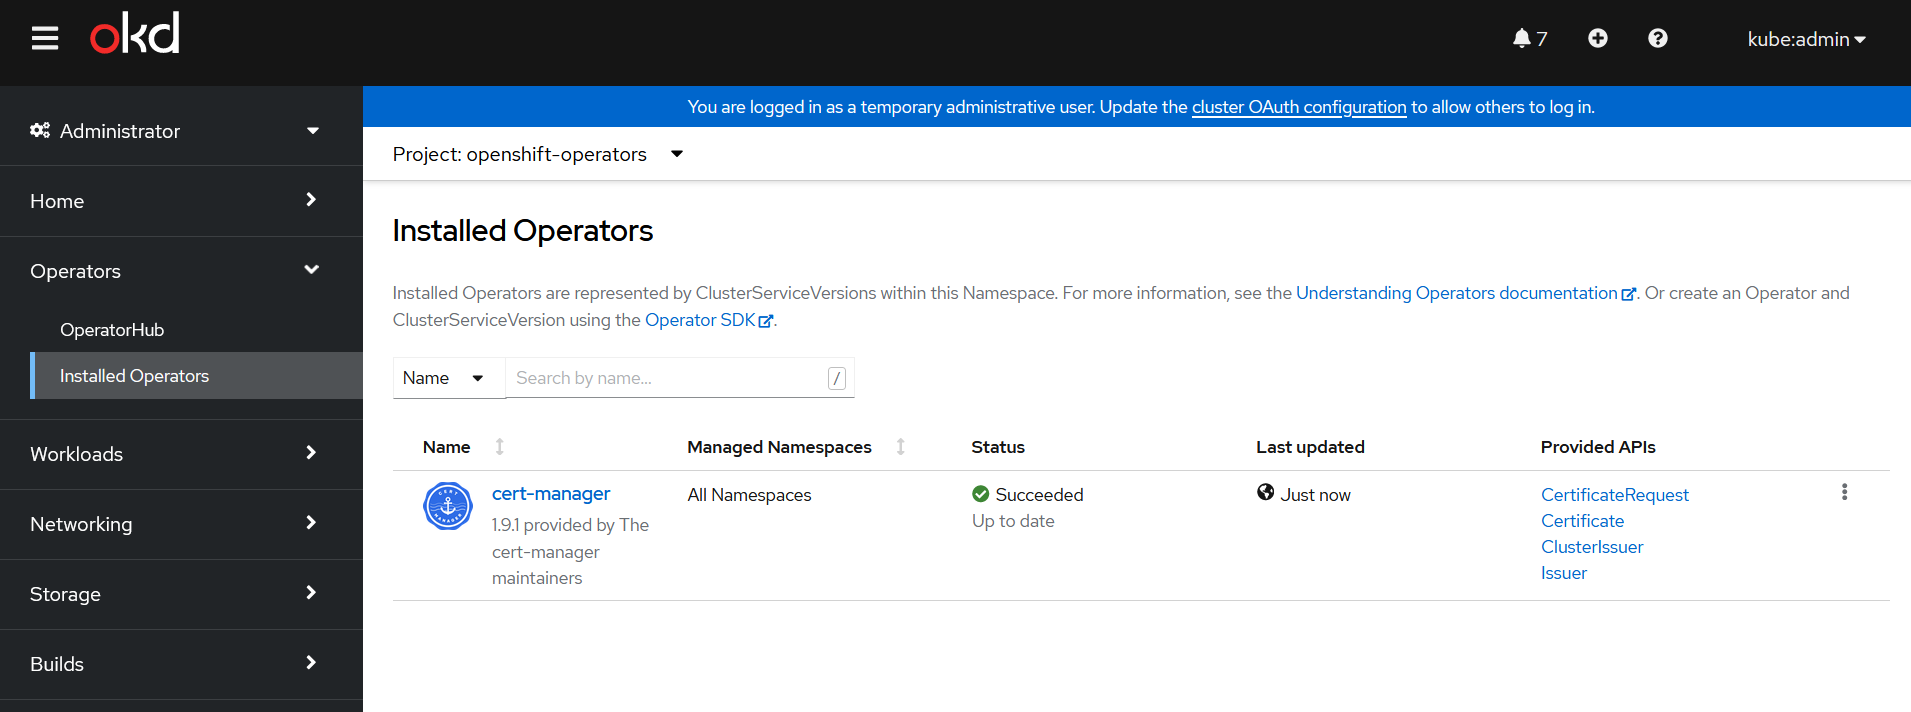 okd
7
kube:admin
You are logged in as a temporary administrative user. Update the cluster OAuth configuration to allow others to log in.
Administrator
Home
Operators
OperatorHub
Installed Operators
Workloads
Networking
Storage
Builds
Project: openshift-operators
Installed Operators
Installed Operators are represented by ClusterServiceVersions within this Namespace. For more information, see the Understanding Operators documentation. Or create an Operator and
ClusterServiceVersion using the Operator SDK.
Name Search by name... /
Name Managed Namespaces Status Last updated Provided APIs
CERT
MANAGER
cert-manager
1.9.1 provided by The
cert-manager
maintainers
All Namespaces
Succeeded
Up to date
Just now
CertificateRequest
Certificate
ClusterIssuer
Issuer